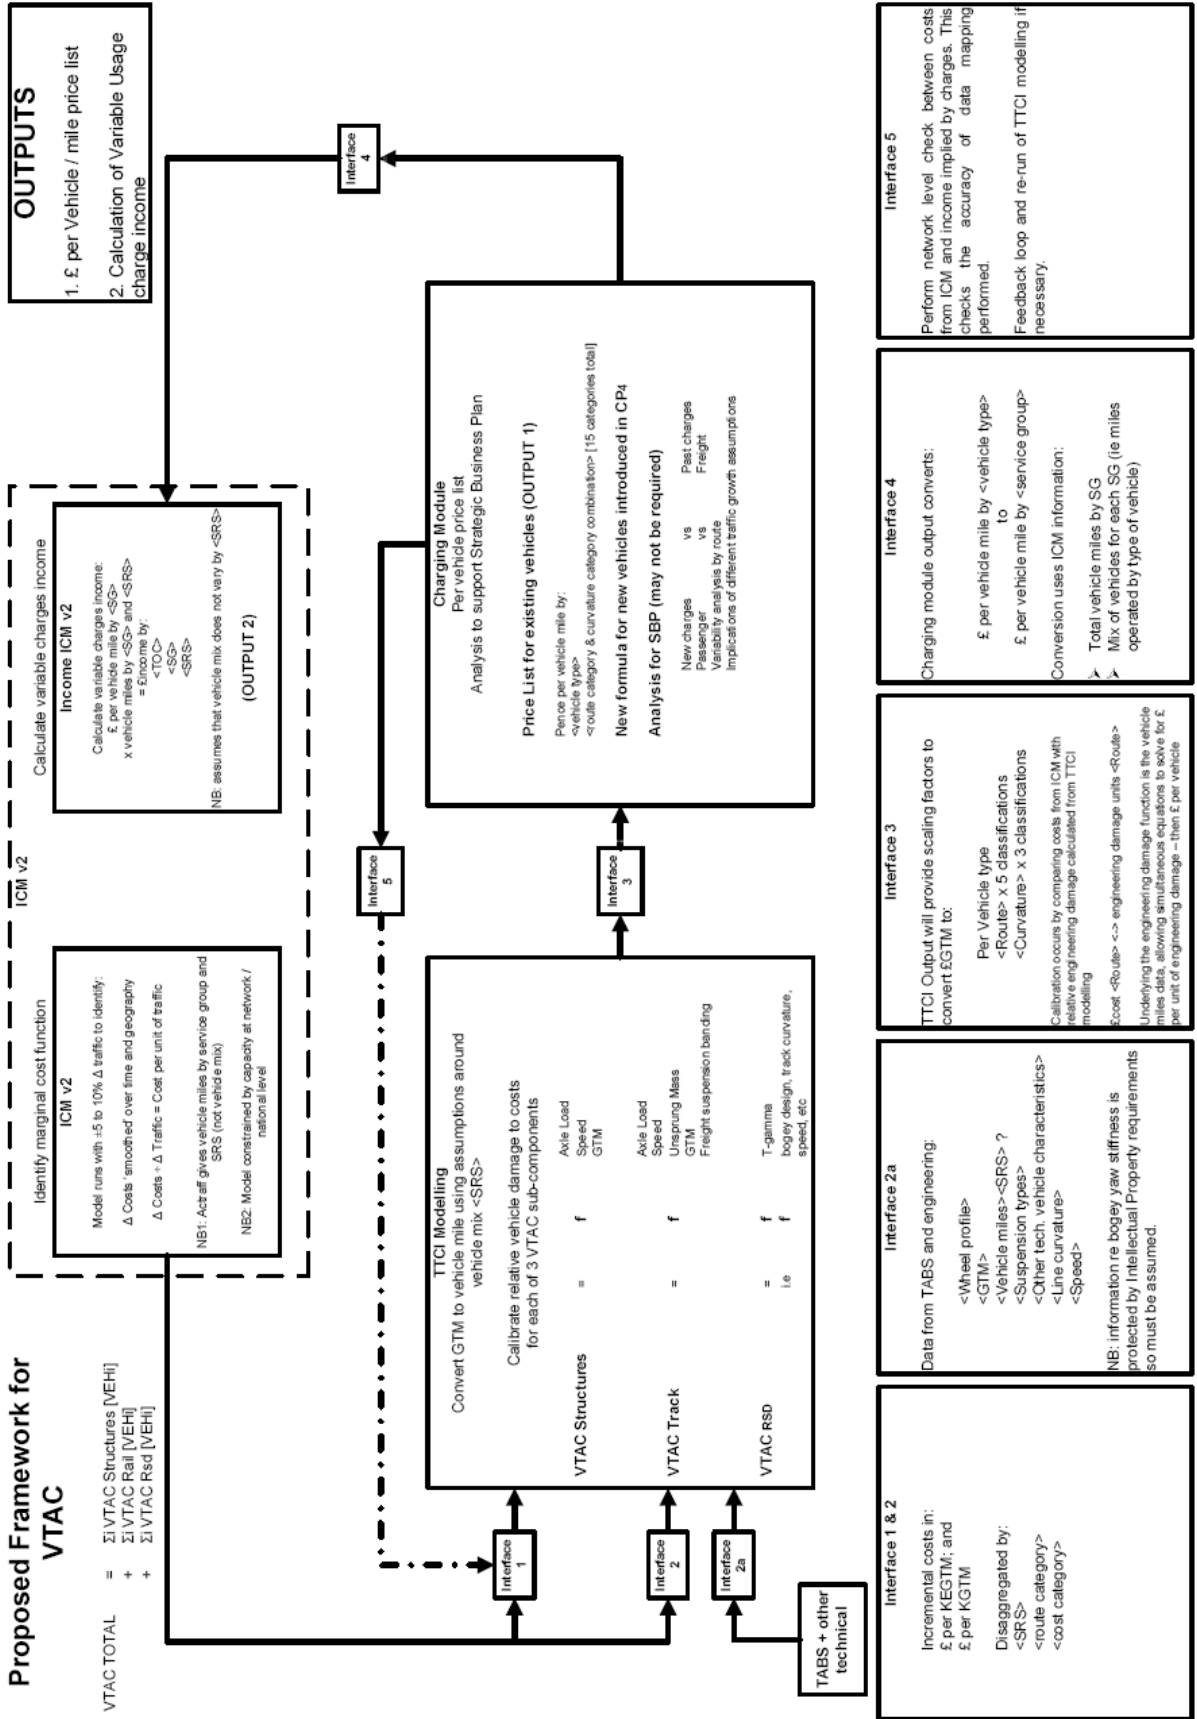 Proposed Framework for
VTAC
VTAC TOTAL = Σi VTAC Structures [VEHi]
+ Σi VTAC Rail [VEHi]
+ Σi VTAC Rsd [VEHi]
ICM v2
Identify marginal cost function
ICM v2
Model runs with ±5 to 10% Δ traffic to identify:
Δ Costs 'smoothed' over time and geography
Δ Costs ÷ Δ Traffic = Cost per unit of traffic
NB1: Actraff gives vehicle miles by service group and
SRS (not vehicle mix)
NB2: Model constrained by capacity at network /
national level
Calculate variable charges income
Income ICM v2
Calculate variable charges income:
£ per vehicle mile by <SG>
x vehicle miles by <SG> and <SRS>
= £income by:
<TOC>
<SG>
<SRS>
NB: assumes that vehicle mix does not vary by <SRS>
(OUTPUT 2)
OUTPUTS
1. £ per Vehicle / mile price list
2. Calculation of Variable Usage
charge income
Interface
4
Interface
5
Interface
1
Interface
2
Interface
2a
TABS + other
technical
TTCI Modelling
Convert GTM to vehicle mile using assumptions around
vehicle mix <SRS>
Calibrate relative vehicle damage to costs
for each of 3 VTAC sub-components
VTAC Structures = f Axle Load
Speed
GTM
VTAC Track = f Axle Load
Speed
Unsprung Mass
GTM
Freight suspension banding
VTAC RSD = f T-gamma
i.e f bogey design, track curvature,
speed, etc
Interface
3
Charging Module
Per vehicle price list
Analysis to support Strategic Business Plan
Price List for existing vehicles (OUTPUT 1)
Pence per vehicle mile by:
<vehicle type>
<route category & curvature category combination> [15 categories total]
New formula for new vehicles introduced in CP4
Analysis for SBP (may not be required)
New charges vs Past charges
Passenger vs Freight
Variability analysis by route
Implications of different traffic growth assumptions
Interface 1 & 2
Incremental costs in:
£ per KEGTM; and
£ per KGTM
Disaggregated by:
<SRS>
<route category>
<cost category>
Interface 2a
Data from TABS and engineering:
<Wheel profile>
<GTM>
<Vehicle miles><SRS> ?
<Suspension types>
<Other tech. vehicle characteristics>
<Line curvature>
<Speed>
NB: information re bogey yaw stiffness is
protected by Intellectual Property requirements
so must be assumed.
Interface 3
TTCI Output will provide scaling factors to
convert £GTM to:
Per Vehicle type
<Route> x 5 classifications
<Curvature> x 3 classifications
Calibration occurs by comparing costs from ICM with
relative engineering damage calculated from TTCI
modelling
£cost <Route> <--> engineering damage units <Route>
Underlying the engineering damage function is the vehicle
miles data, allowing simultaneous equations to solve for £
per unit of engineering damage – then £ per vehicle
Interface 4
Charging module output converts:
£ per vehicle mile by <vehicle type>
to
£ per vehicle mile by <service group>
Conversion uses ICM information:
➢ Total vehicle miles by SG
➢ Mix of vehicles for each SG (ie miles
operated by type of vehicle)
Interface 5
Perform network level check between costs
from ICM and income implied by charges. This
checks the accuracy of data mapping
performed.
Feedback loop and re-run of TTCI modelling if
necessary.